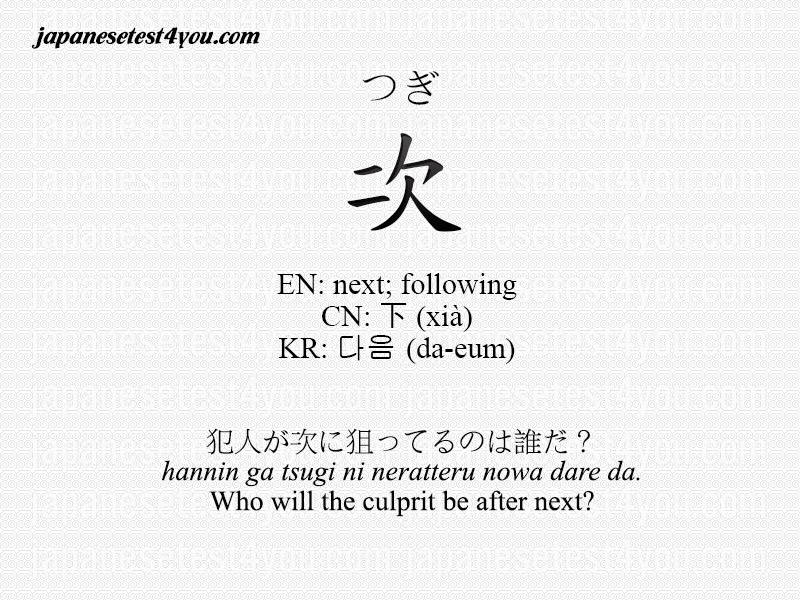 japanesetest4you.com
つぎ
次
EN: next; following
CN: 下 (xià)
KR: 다음 (da-eum)
犯人が次に狙ってるのは誰だ？
hannin ga tsugi ni neratteru nowa dare da.
Who will the culprit be after next?